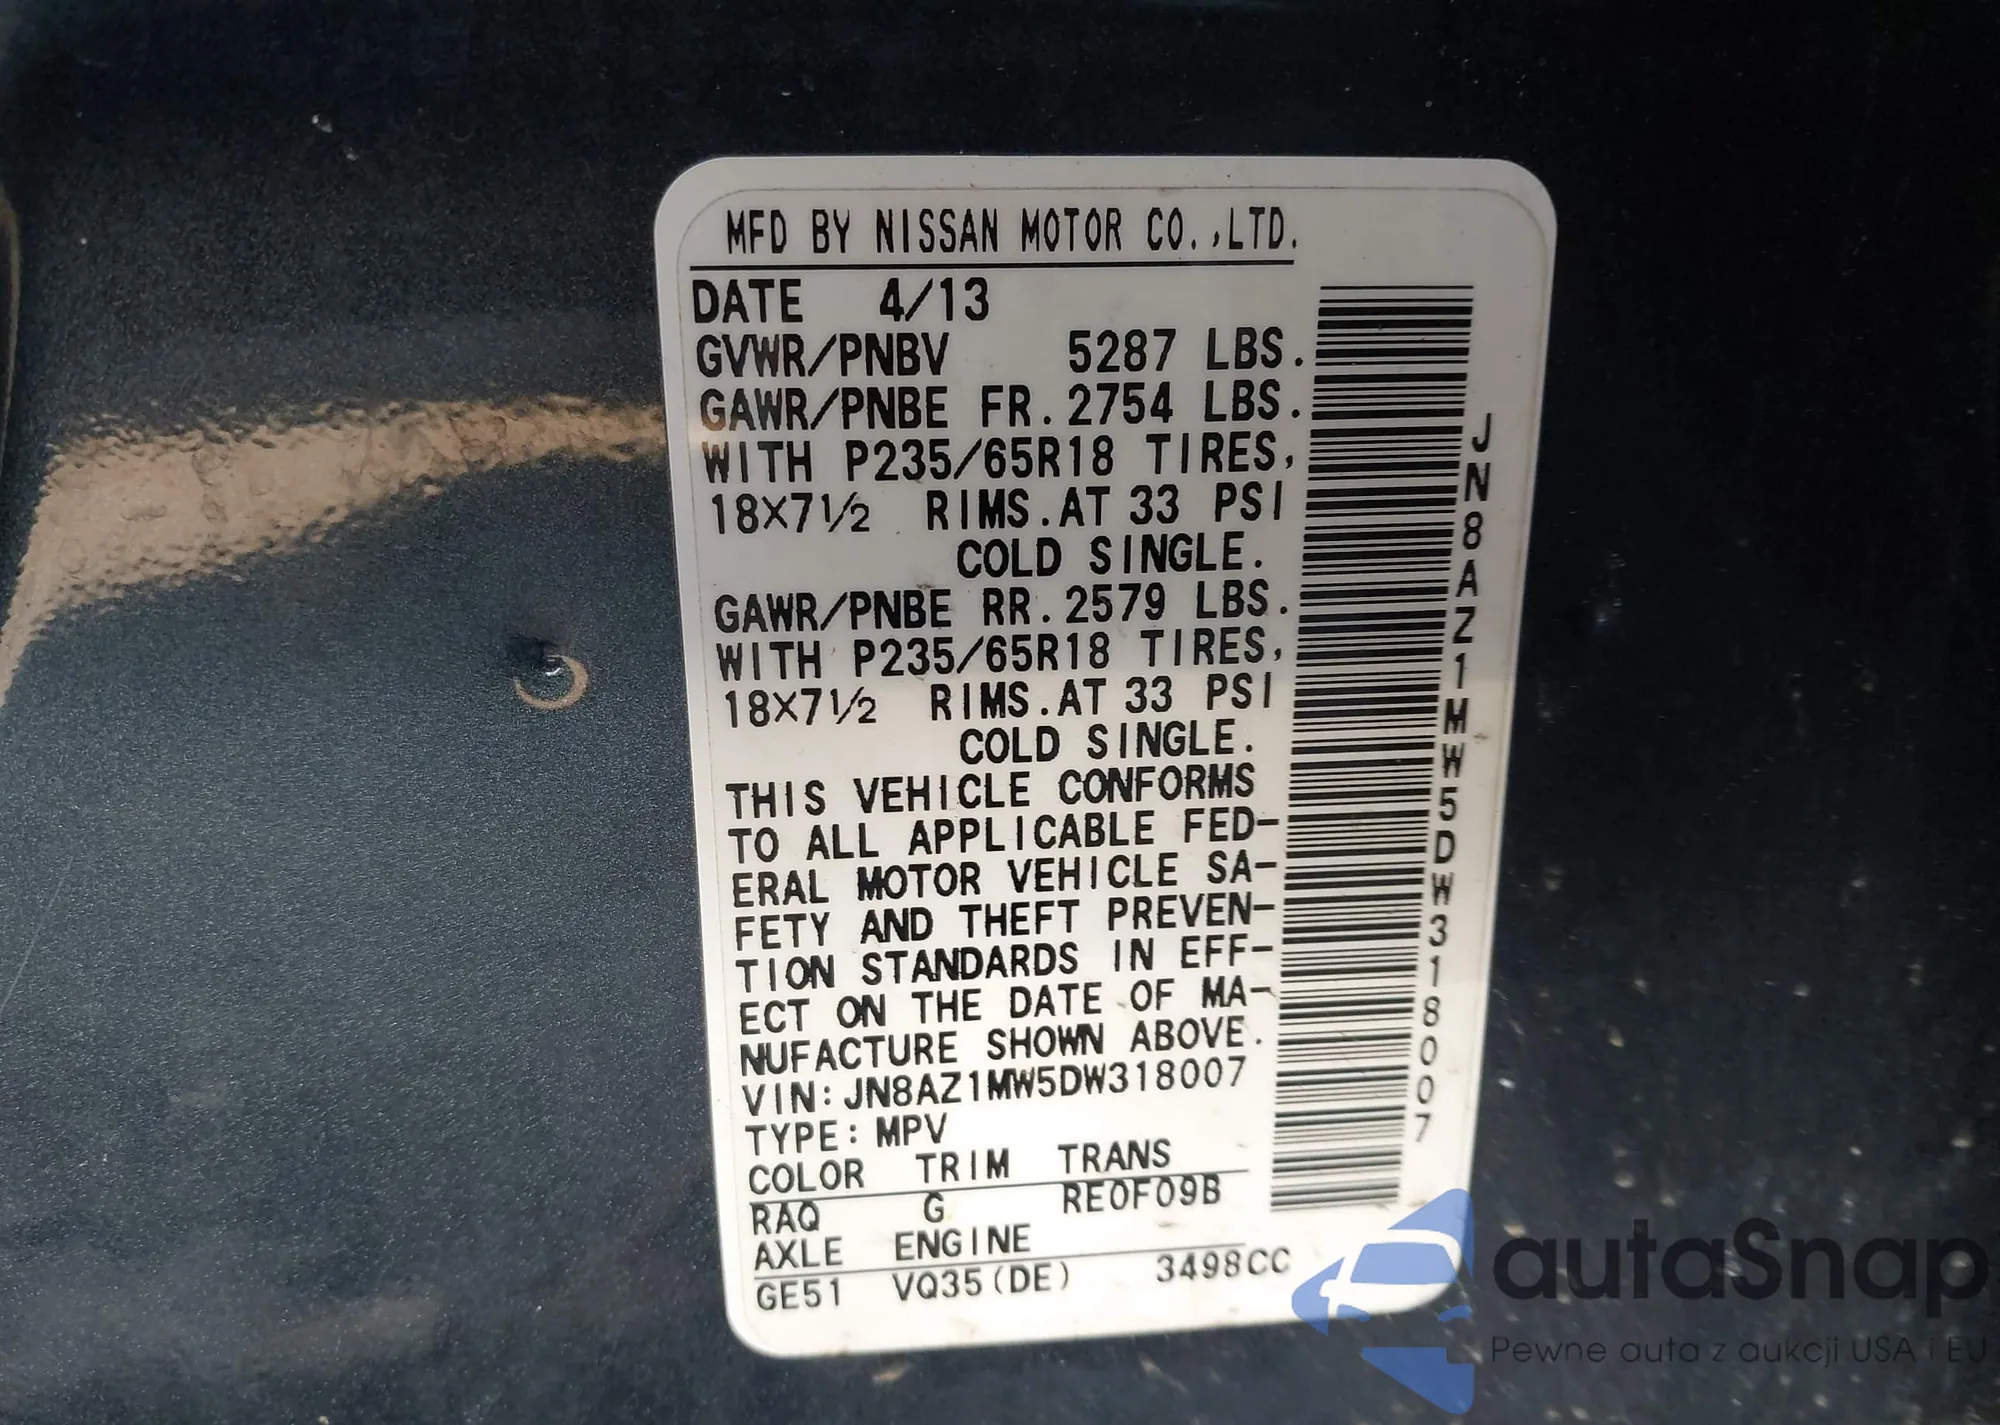 MFD BY NISSAN MOTOR CO.,LTD.
DATE 4/13
GVWR/PNBV 5287 LBS.
GAWR/PNBE FR. 2754 LBS.
WITH P235/65R18 TIRES,
18X7½ RIMS. AT 33 PSI
COLD SINGLE.
GAWR/PNBE RR. 2579 LBS.
WITH P235/65R18 TIRES,
18X7½ RIMS. AT 33 PSI
COLD SINGLE.
THIS VEHICLE CONFORMS
TO ALL APPLICABLE FED-
ERAL MOTOR VEHICLE SA-
FETY AND THEFT PREVEN-
TION STANDARDS IN EFF-
ECT ON THE DATE OF MA-
NUFACTURE SHOWN ABOVE.
VIN: JN8AZ1MW5DW318007
TYPE: MPV
COLOR TRIM TRANS
RAQ G RE0F09B
AXLE ENGINE
GE51 VQ35(DE) 3498CC
JN8AZ1MW5DW318007
autaSnap
Pewne auta z aukcji USA i EU